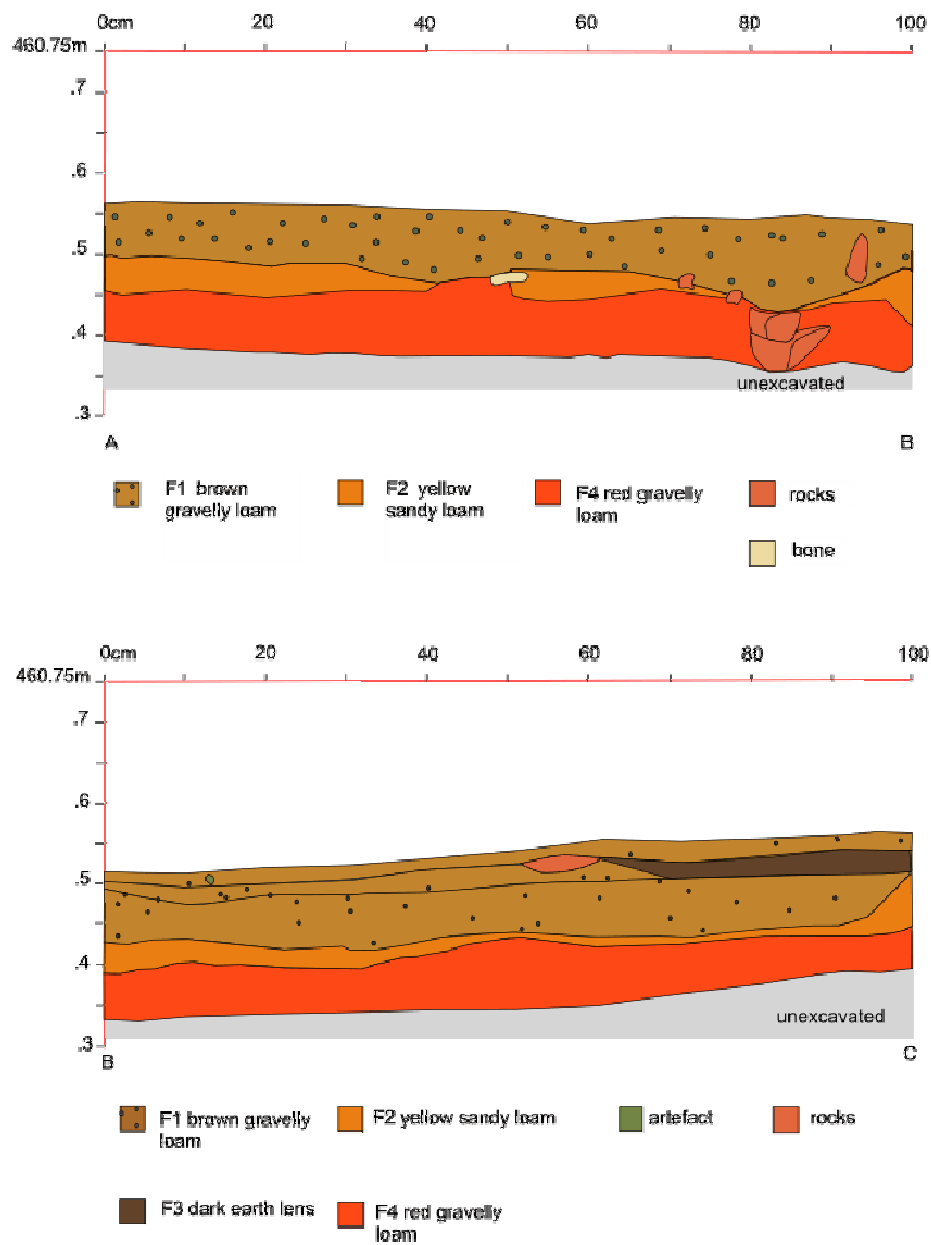 0cm 20 40 60 80 100
460.75m
.7
.6
.5
.4
unexcavated
.3
A B
F1 brown gravelly loam
F2 yellow sandy loam
F4 red gravelly loam
rocks
bone
0cm 20 40 60 80 100
460.75m
.7
.6
.5
.4
unexcavated
.3
B C
F1 brown gravelly loam
F2 yellow sandy loam
artefact
rocks
F3 dark earth lens
F4 red gravelly loam